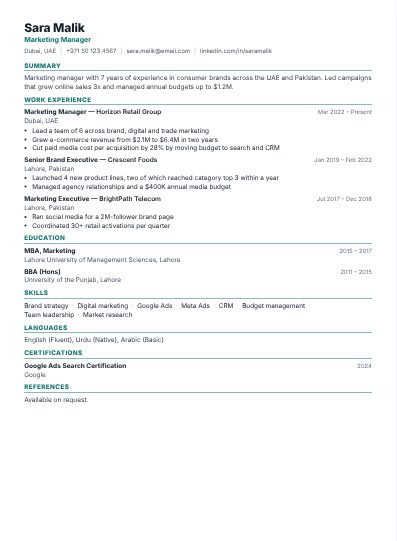 Sara Malik
Marketing Manager
Dubai, UAE | +971 50 123 4567 | sara.malik@email.com | linkedin.com/in/saramalik
SUMMARY
Marketing manager with 7 years of experience in consumer brands across the UAE and Pakistan. Led campaigns
that grew online sales 3x and managed annual budgets up to $1.2M.
WORK EXPERIENCE
Marketing Manager — Horizon Retail Group Mar 2022 – Present
Dubai, UAE
• Lead a team of 6 across brand, digital and trade marketing
• Grew e-commerce revenue from $2.1M to $6.4M in two years
• Cut paid media cost per acquisition by 28% by moving budget to search and CRM
Senior Brand Executive — Crescent Foods Jan 2019 – Feb 2022
Lahore, Pakistan
• Launched 4 new product lines, two of which reached category top 3 within a year
• Managed agency relationships and a $400K annual media budget
Marketing Executive — BrightPath Telecom Jul 2017 – Dec 2018
Lahore, Pakistan
• Ran social media for a 2M-follower brand page
• Coordinated 30+ retail activations per quarter
EDUCATION
MBA, Marketing 2015 – 2017
Lahore University of Management Sciences, Lahore
BBA (Hons) 2011 – 2015
University of the Punjab, Lahore
SKILLS
Brand strategy · Digital marketing · Google Ads · Meta Ads · CRM · Budget management
Team leadership · Market research
LANGUAGES
English (Fluent), Urdu (Native), Arabic (Basic)
CERTIFICATIONS
Google Ads Search Certification 2024
Google
REFERENCES
Available on request.